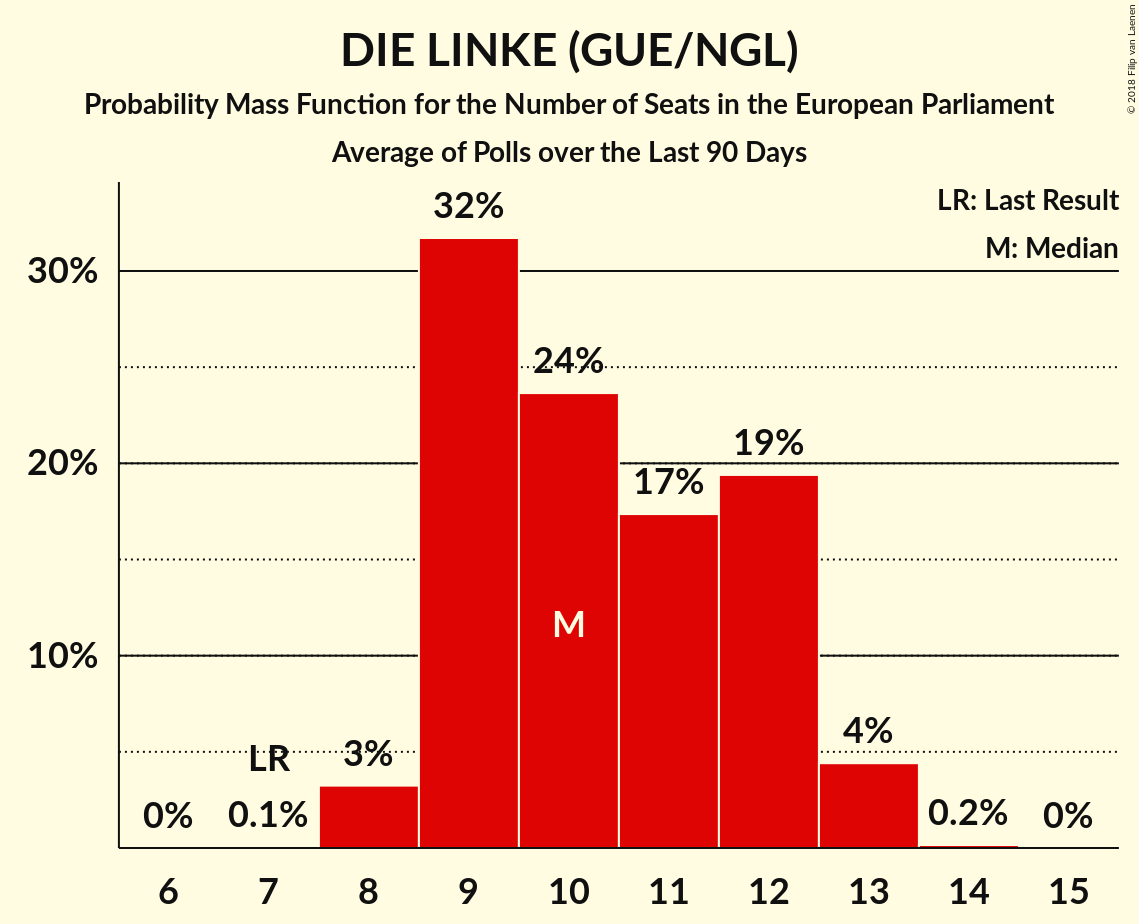 DIE LINKE (GUE/NGL)
Probability Mass Function for the Number of Seats in the European Parliament
Average of Polls over the Last 90 Days
© 2018 Filip van Laenen
LR: Last Result
M: Median
32%
30%
24%
20%
19%
17%
M
10%
4%
LR
3%
0%
0.1%
0.2%
0%
6 7 8 9 10 11 12 13 14 15